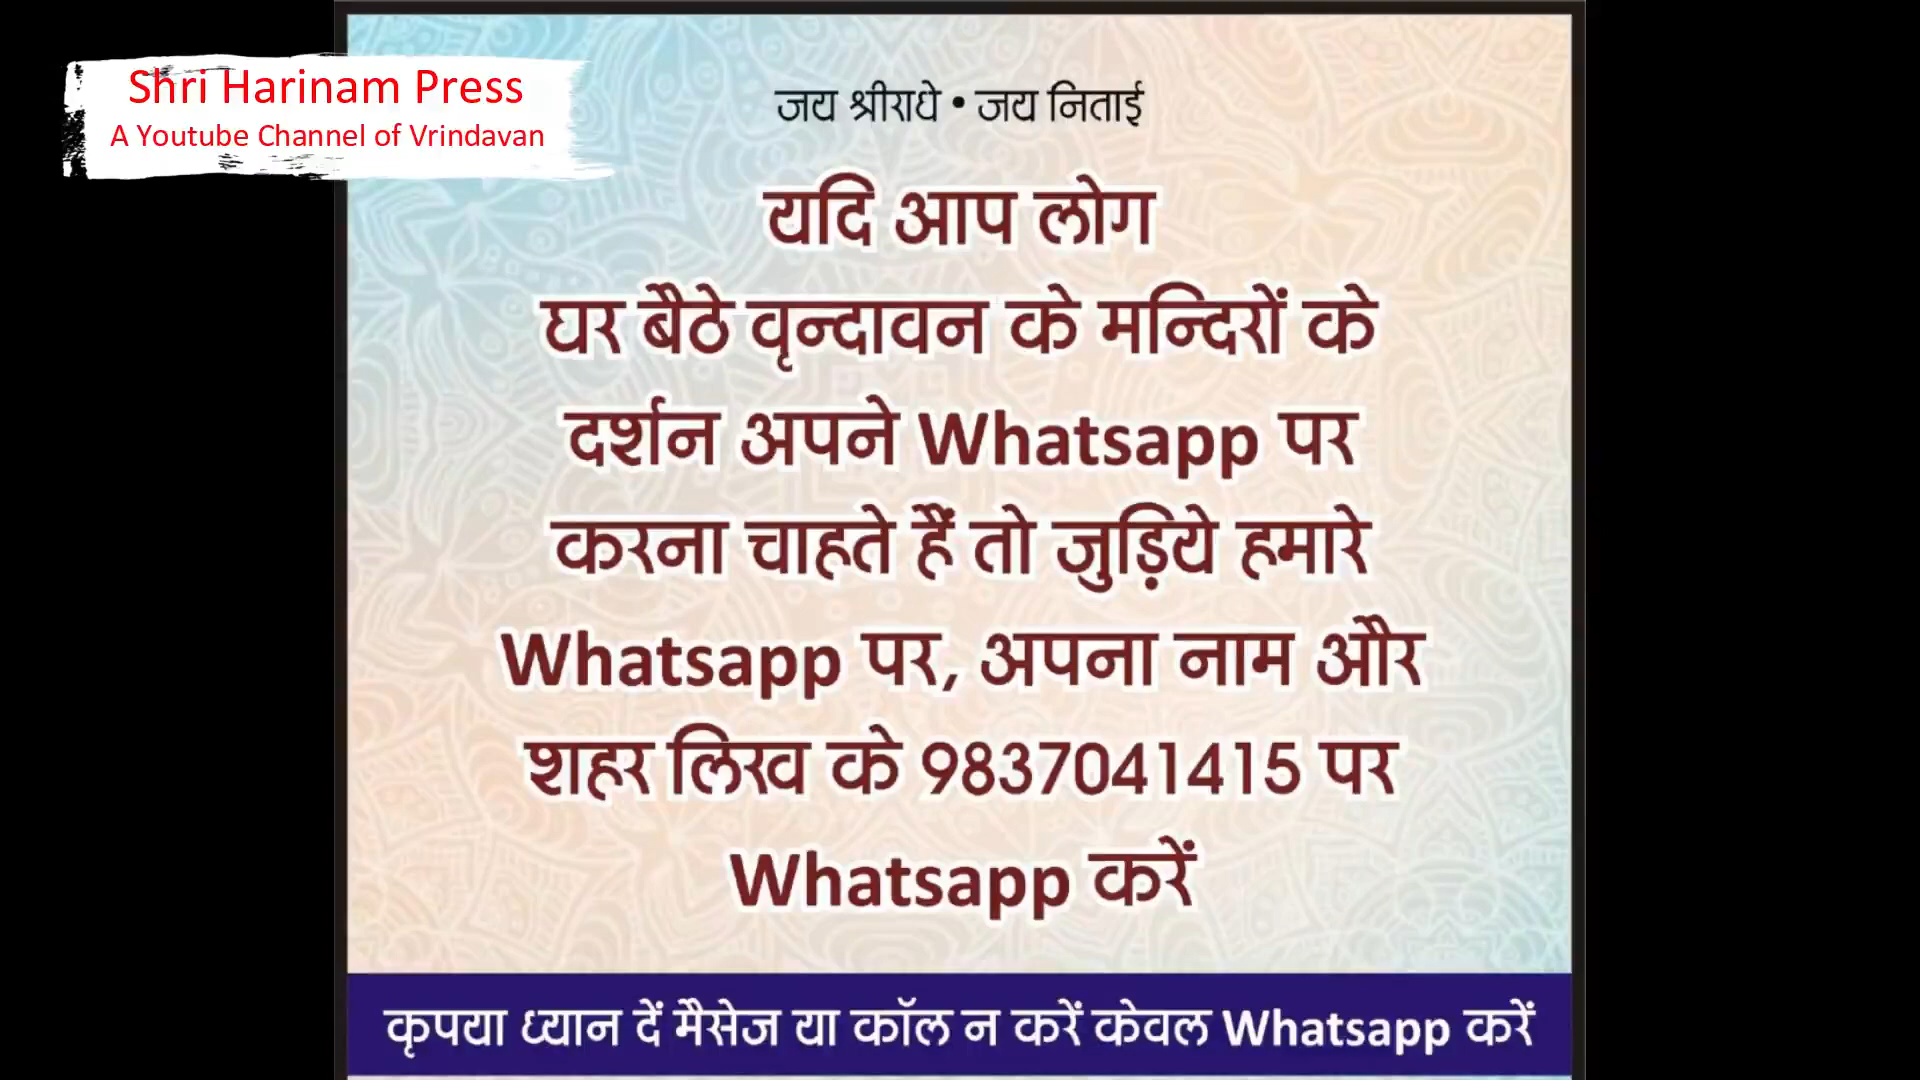 Shri Harinam Press
A Youtube Channel of Vrindavan
जय श्रीराधे • जय निताई
यदि आप लोग
घर बैठे वृन्दावन के मन्दिरों के
दर्शन अपने Whatsapp पर
करना चाहते हैं तो जुड़िये हमारे
Whatsapp पर, अपना नाम और
शहर लिख के 9837041415 पर
Whatsapp करें
कृपया ध्यान दें मैसेज या कॉल न करें केवल Whatsapp करें